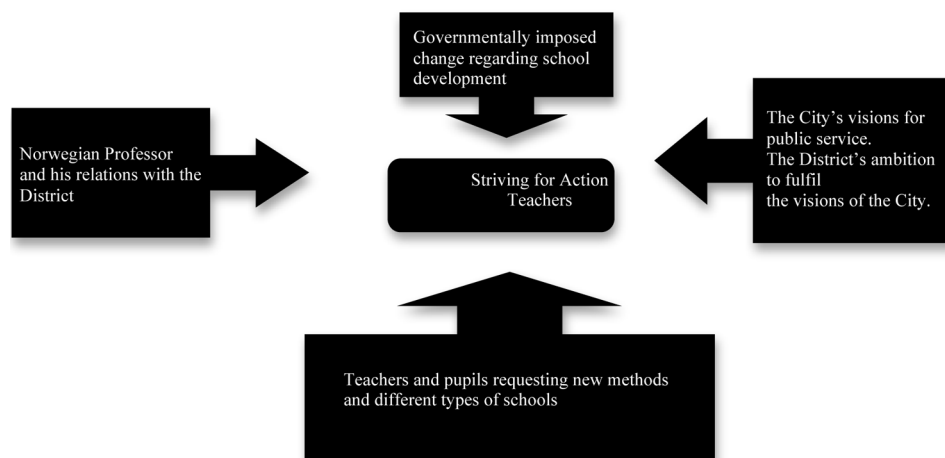 Governmentally imposed
change regarding school
development
Norwegian Professor
and his relations with the
District
Striving for Action
Teachers
The City’s visions for
public service.
The District’s ambition
to fulfil
the visions of the City.
Teachers and pupils requesting new methods
and different types of schools